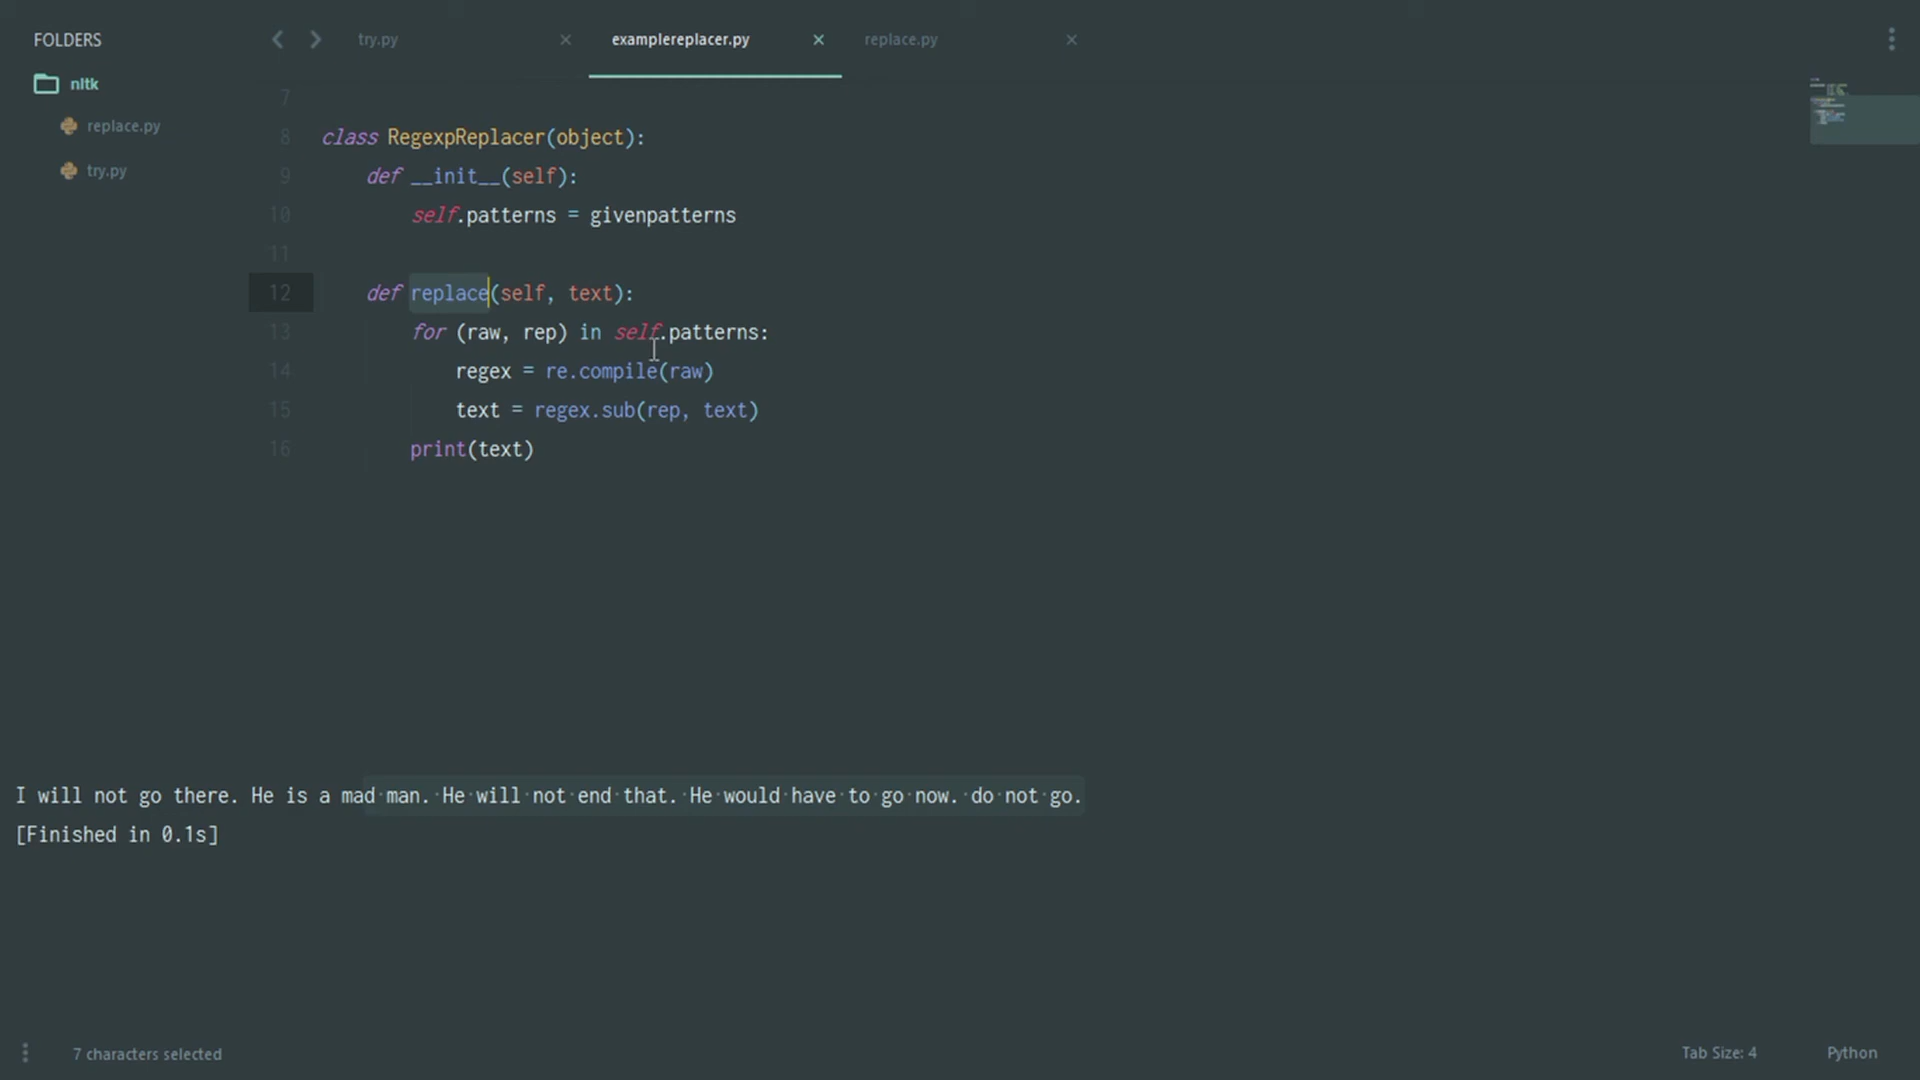 FOLDERS
nltk
replace.py
try.py
try.py
examplereplacer.py
replace.py
7
8 class RegexpReplacer(object):
9     def __init__(self):
10         self.patterns = givenpatterns
11
12     def replace(self, text):
13         for (raw, rep) in self.patterns:
14             regex = re.compile(raw)
15             text = regex.sub(rep, text)
16         print(text)
I will not go there. He is a mad man. He will not end that. He would have to go now. do not go.
[Finished in 0.1s]
7 characters selected
Tab Size: 4
Python